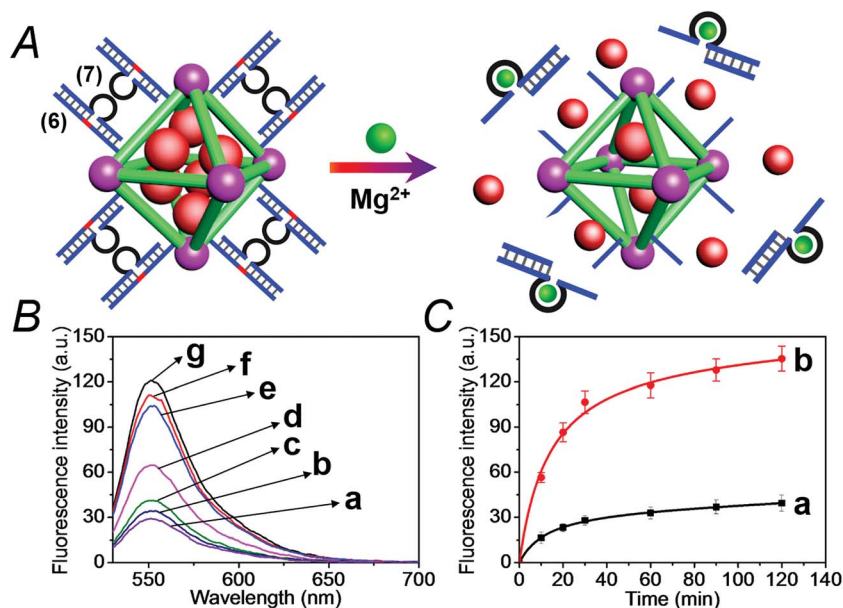 A
(7)
(6)
Mg²⁺
B
Fluorescence intensity (a.u.)
150
120
90
60
30
0
g
f
e
d
c
b
a
550
600
650
700
Wavelength (nm)
C
Fluorescence intensity (a.u.)
150
120
90
60
30
0
b
a
0
20
40
60
80
100
120
140
Time (min)